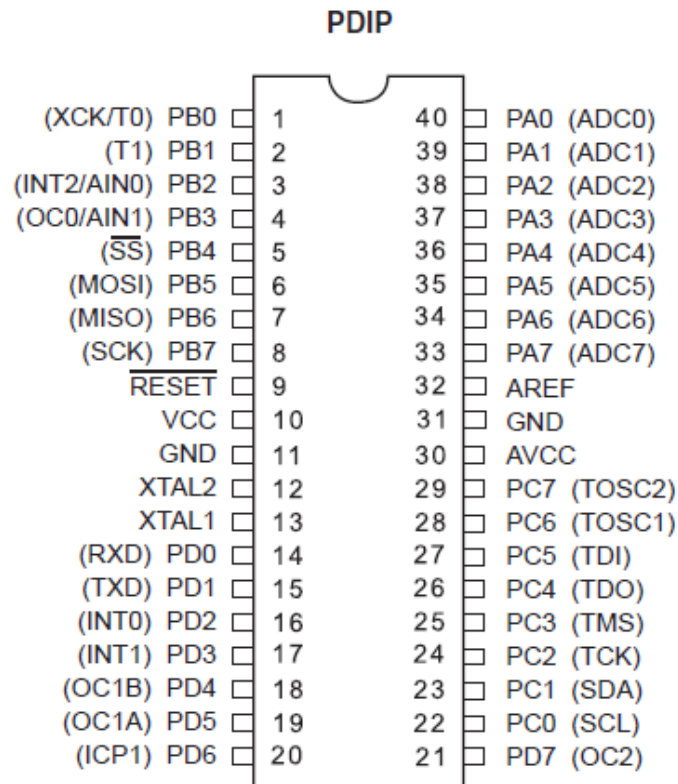 PDIP
(XCK/T0) PB0 1 40 PA0 (ADC0)
(T1) PB1 2 39 PA1 (ADC1)
(INT2/AIN0) PB2 3 38 PA2 (ADC2)
(OC0/AIN1) PB3 4 37 PA3 (ADC3)
(S̅S̅) PB4 5 36 PA4 (ADC4)
(MOSI) PB5 6 35 PA5 (ADC5)
(MISO) PB6 7 34 PA6 (ADC6)
(SCK) PB7 8 33 PA7 (ADC7)
R̅E̅S̅E̅T̅ 9 32 AREF
VCC 10 31 GND
GND 11 30 AVCC
XTAL2 12 29 PC7 (TOSC2)
XTAL1 13 28 PC6 (TOSC1)
(RXD) PD0 14 27 PC5 (TDI)
(TXD) PD1 15 26 PC4 (TDO)
(INT0) PD2 16 25 PC3 (TMS)
(INT1) PD3 17 24 PC2 (TCK)
(OC1B) PD4 18 23 PC1 (SDA)
(OC1A) PD5 19 22 PC0 (SCL)
(ICP1) PD6 20 21 PD7 (OC2)